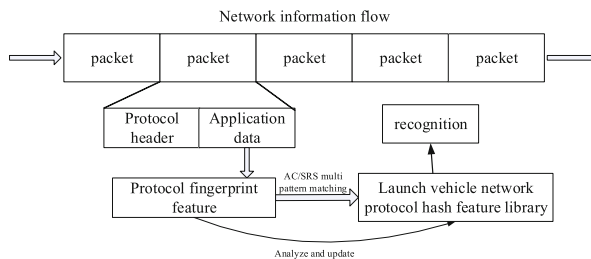 Network information flow
packet packet packet packet packet
Protocol header
Application data
recognition
AC/SRS multi pattern matching
Protocol fingerprint feature
Launch vehicle network protocol hash feature library
Analyze and update